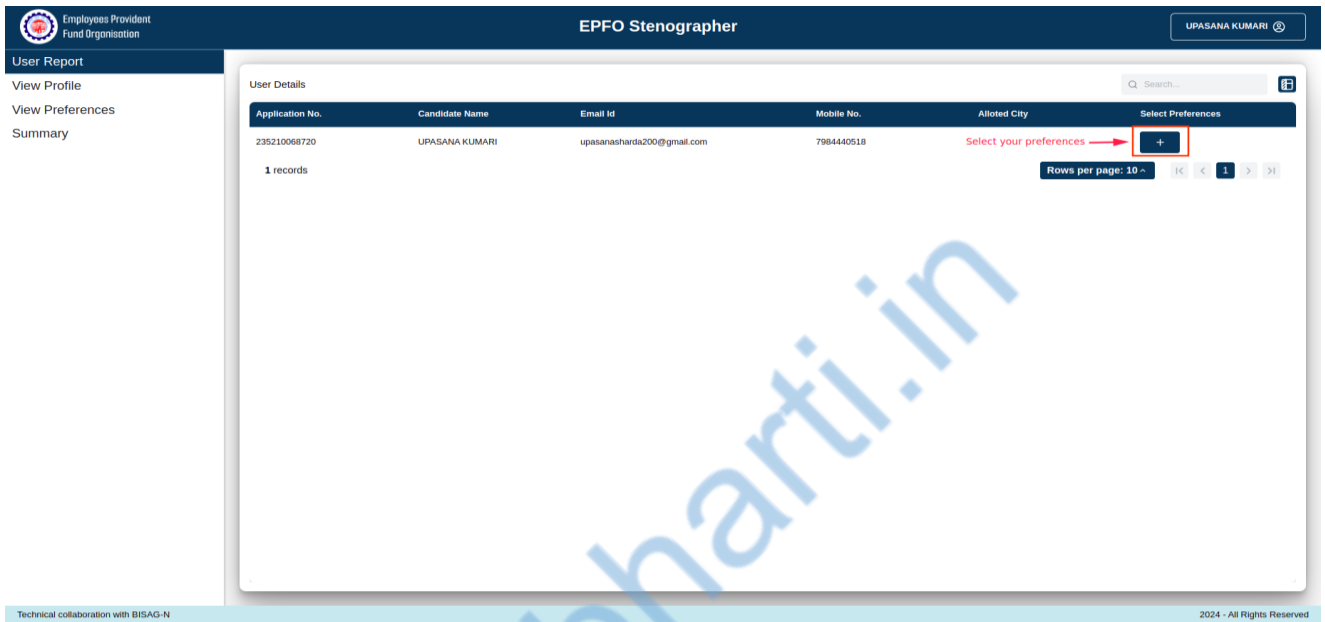 Employees Provident
Fund Organisation
EPFO Stenographer
UPASANA KUMARI
User Report
View Profile
View Preferences
Summary
User Details
Search...
Application No. Candidate Name Email Id Mobile No. Alloted City Select Preferences
235210068720 UPASANA KUMARI upasanasharda200@gmail.com 7984440518 Select your preferences +
1 records
Rows per page: 10 ^ |< < 1 > >|
harti.in
Technical collaboration with BISAG-N
2024 - All Rights Reserved